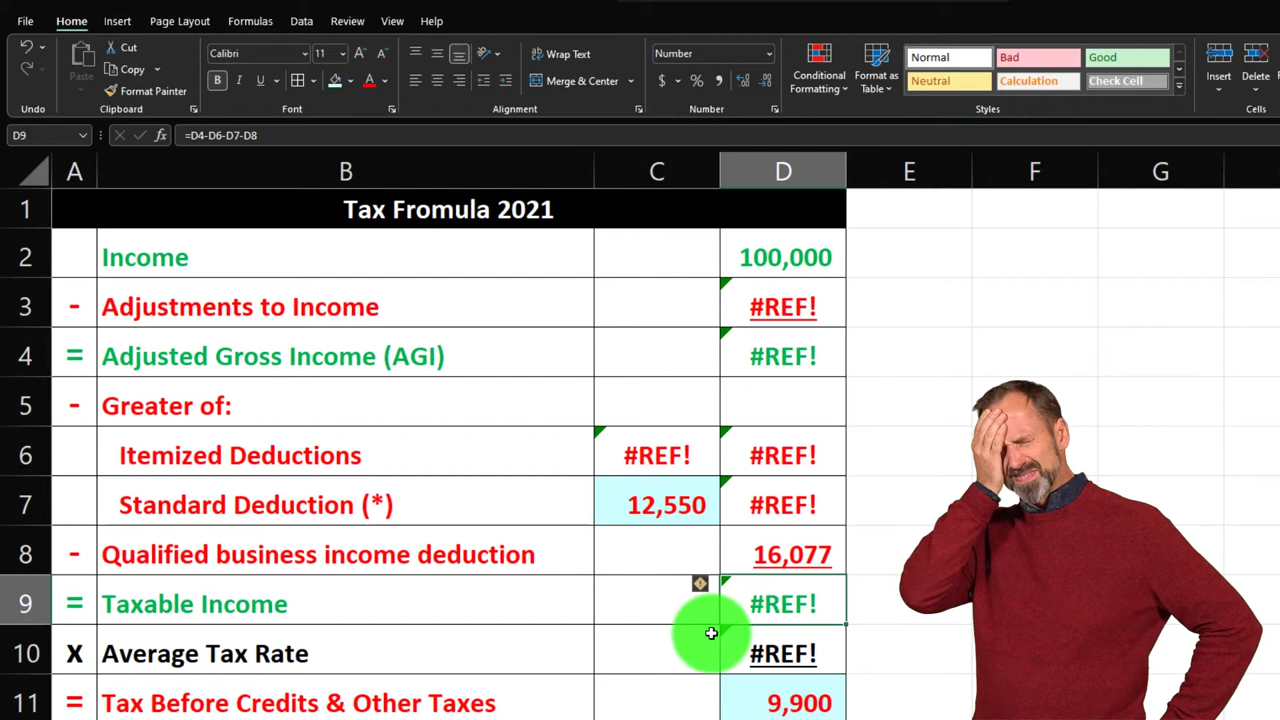 File Home Insert Page Layout Formulas Data Review View Help
Cut
Copy
Paste
Format Painter
Undo Clipboard
Calibri 11 A A
B I U A
Font
Wrap Text
Merge & Center
Alignment
Number
$ % ,
Number
Conditional Formatting
Format as Table
Normal Bad Good
Neutral Calculation Check Cell
Styles
Insert Delete
Cells
D9 fx =D4-D6-D7-D8
A B C D E F G
1 Tax Fromula 2021
2 Income 100,000
3 - Adjustments to Income #REF!
4 = Adjusted Gross Income (AGI) #REF!
5 - Greater of:
6 Itemized Deductions #REF! #REF!
7 Standard Deduction (*) 12,550 #REF!
8 - Qualified business income deduction 16,077
9 = Taxable Income #REF!
10 x Average Tax Rate #REF!
11 = Tax Before Credits & Other Taxes 9,900